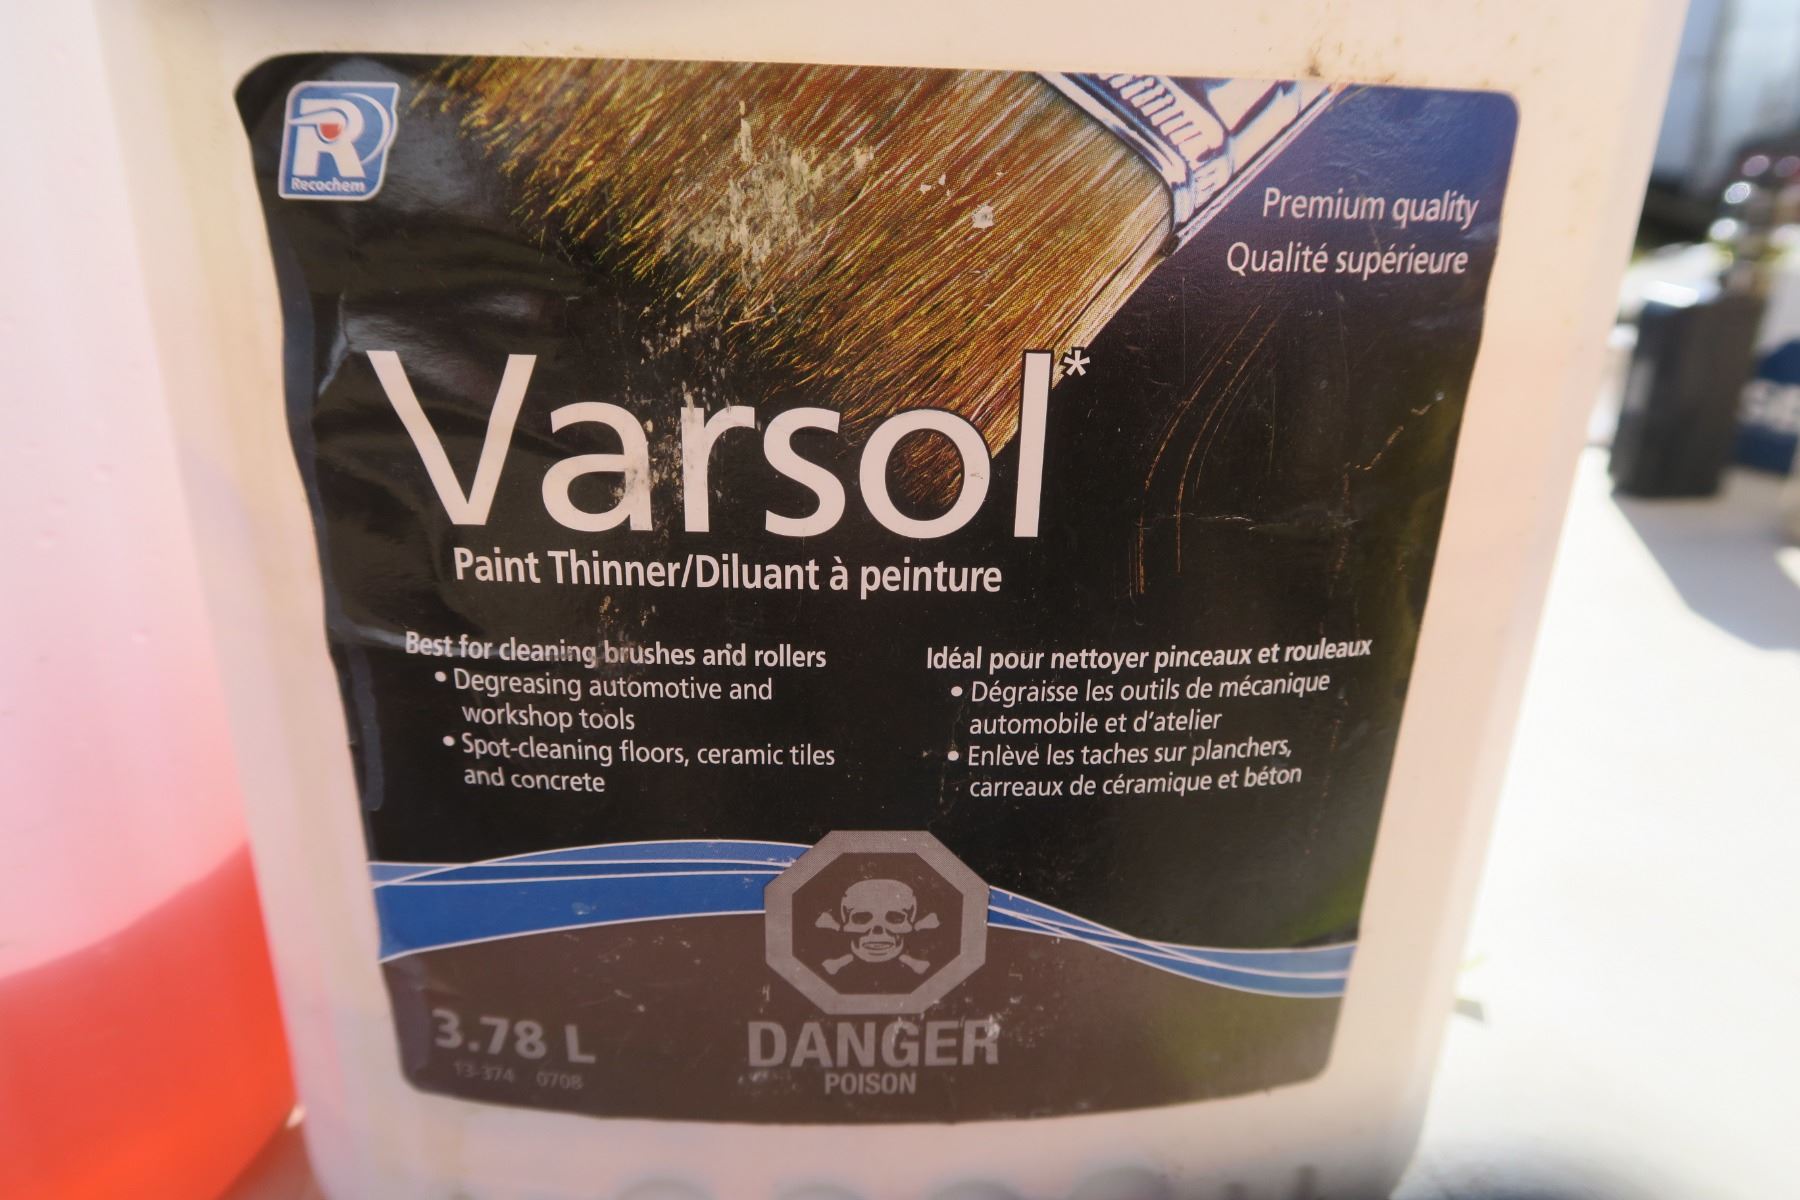 Recochem
Premium quality
Qualité supérieure
Varsol*
Paint Thinner/Diluant à peinture
Best for cleaning brushes and rollers
• Degreasing automotive and
workshop tools
• Spot-cleaning floors, ceramic tiles
and concrete
Idéal pour nettoyer pinceaux et rouleaux
• Dégraisse les outils de mécanique
automobile et d'atelier
• Enlève les taches sur planchers,
carreaux de céramique et béton
3.78 L
13-374 0708
DANGER
POISON